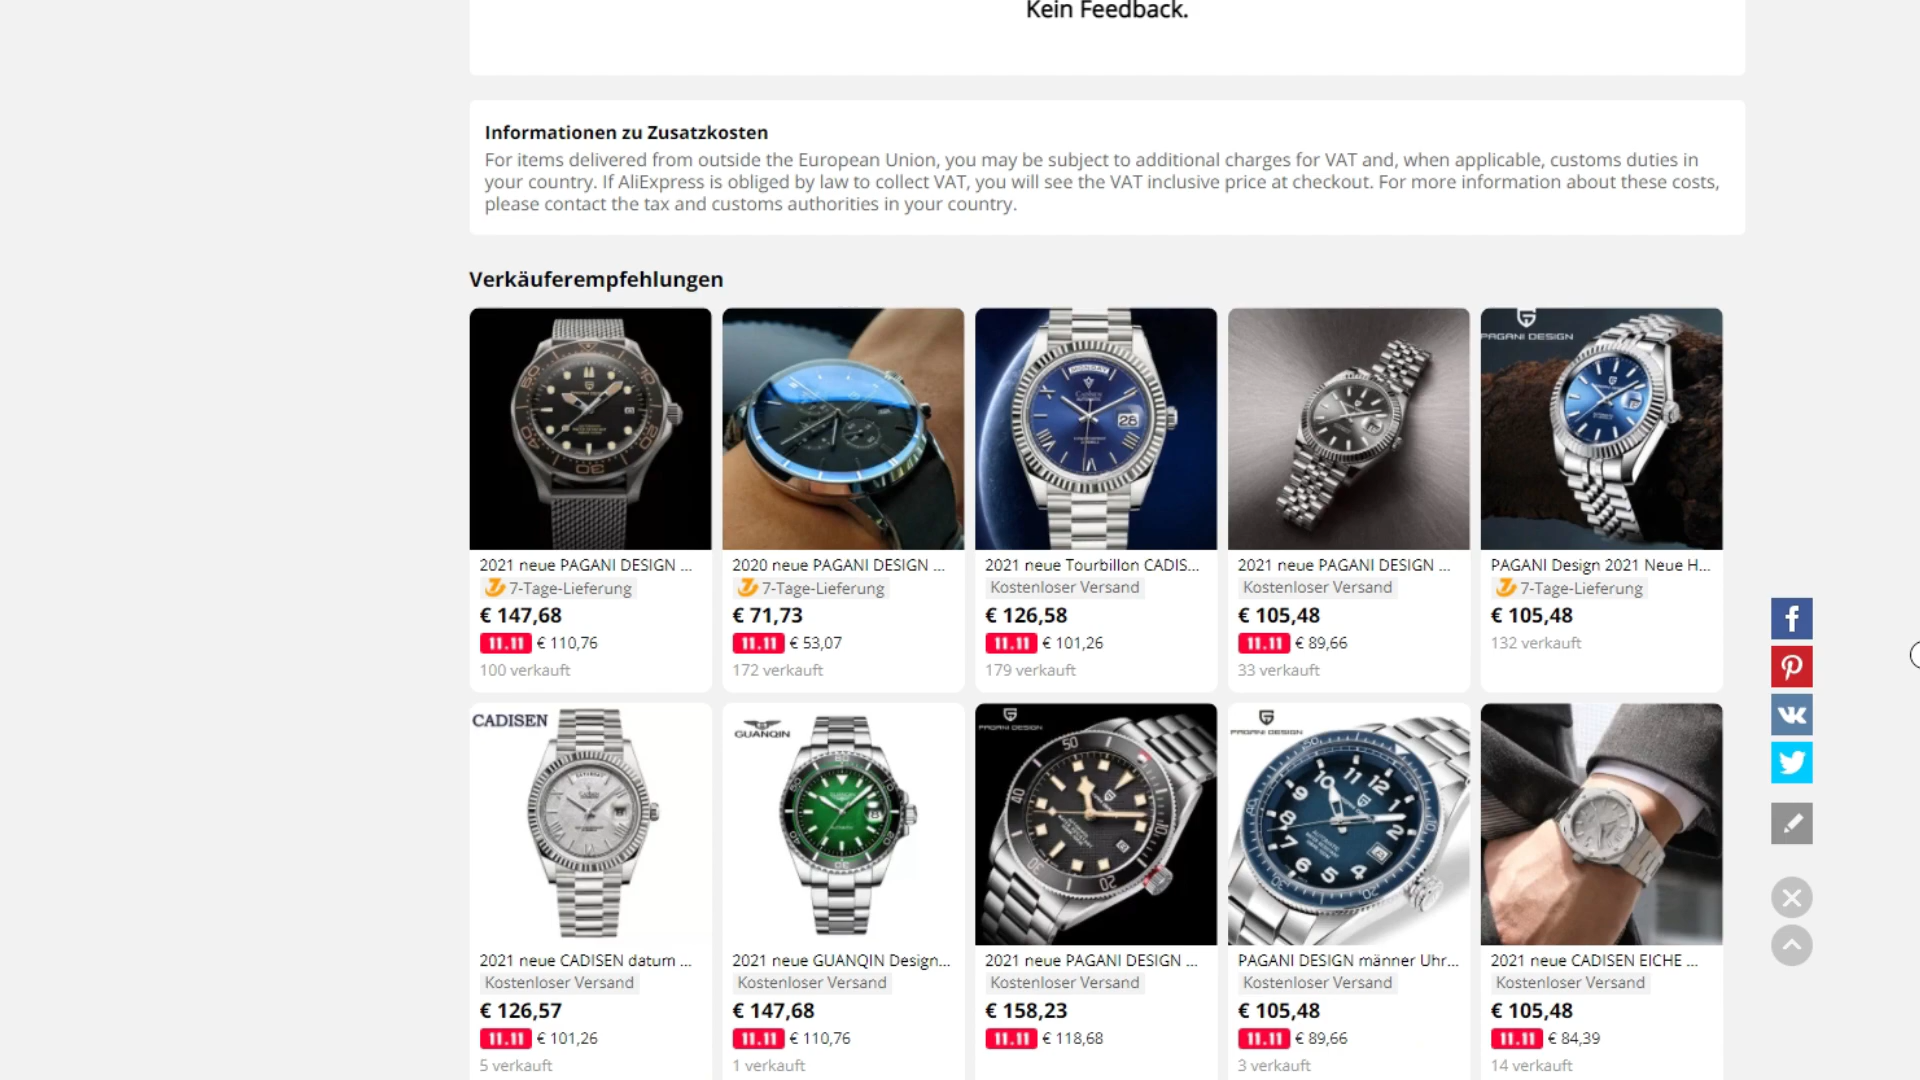 Kein Feedback.
Informationen zu Zusatzkosten
For items delivered from outside the European Union, you may be subject to additional charges for VAT and, when applicable, customs duties in
your country. If AliExpress is obliged by law to collect VAT, you will see the VAT inclusive price at checkout. For more information about these costs,
please contact the tax and customs authorities in your country.
Verkäuferempfehlungen
PAGANI DESIGN
2021 neue PAGANI DESIGN ...
7-Tage-Lieferung
€ 147,68
11.11 € 110,76
100 verkauft
2020 neue PAGANI DESIGN ...
7-Tage-Lieferung
€ 71,73
11.11 € 53,07
172 verkauft
2021 neue Tourbillon CADIS...
Kostenloser Versand
€ 126,58
11.11 € 101,26
179 verkauft
2021 neue PAGANI DESIGN ...
Kostenloser Versand
€ 105,48
11.11 € 89,66
33 verkauft
PAGANI Design 2021 Neue H...
7-Tage-Lieferung
€ 105,48
132 verkauft
CADISEN
2021 neue CADISEN datum ...
Kostenloser Versand
€ 126,57
11.11 € 101,26
5 verkauft
GUANQIN
2021 neue GUANQIN Design...
Kostenloser Versand
€ 147,68
11.11 € 110,76
1 verkauft
PAGANI DESIGN
2021 neue PAGANI DESIGN ...
Kostenloser Versand
€ 158,23
11.11 € 118,68
PAGANI DESIGN
PAGANI DESIGN männer Uhr...
Kostenloser Versand
€ 105,48
11.11 € 89,66
3 verkauft
2021 neue CADISEN EICHE ...
Kostenloser Versand
€ 105,48
11.11 € 84,39
14 verkauft